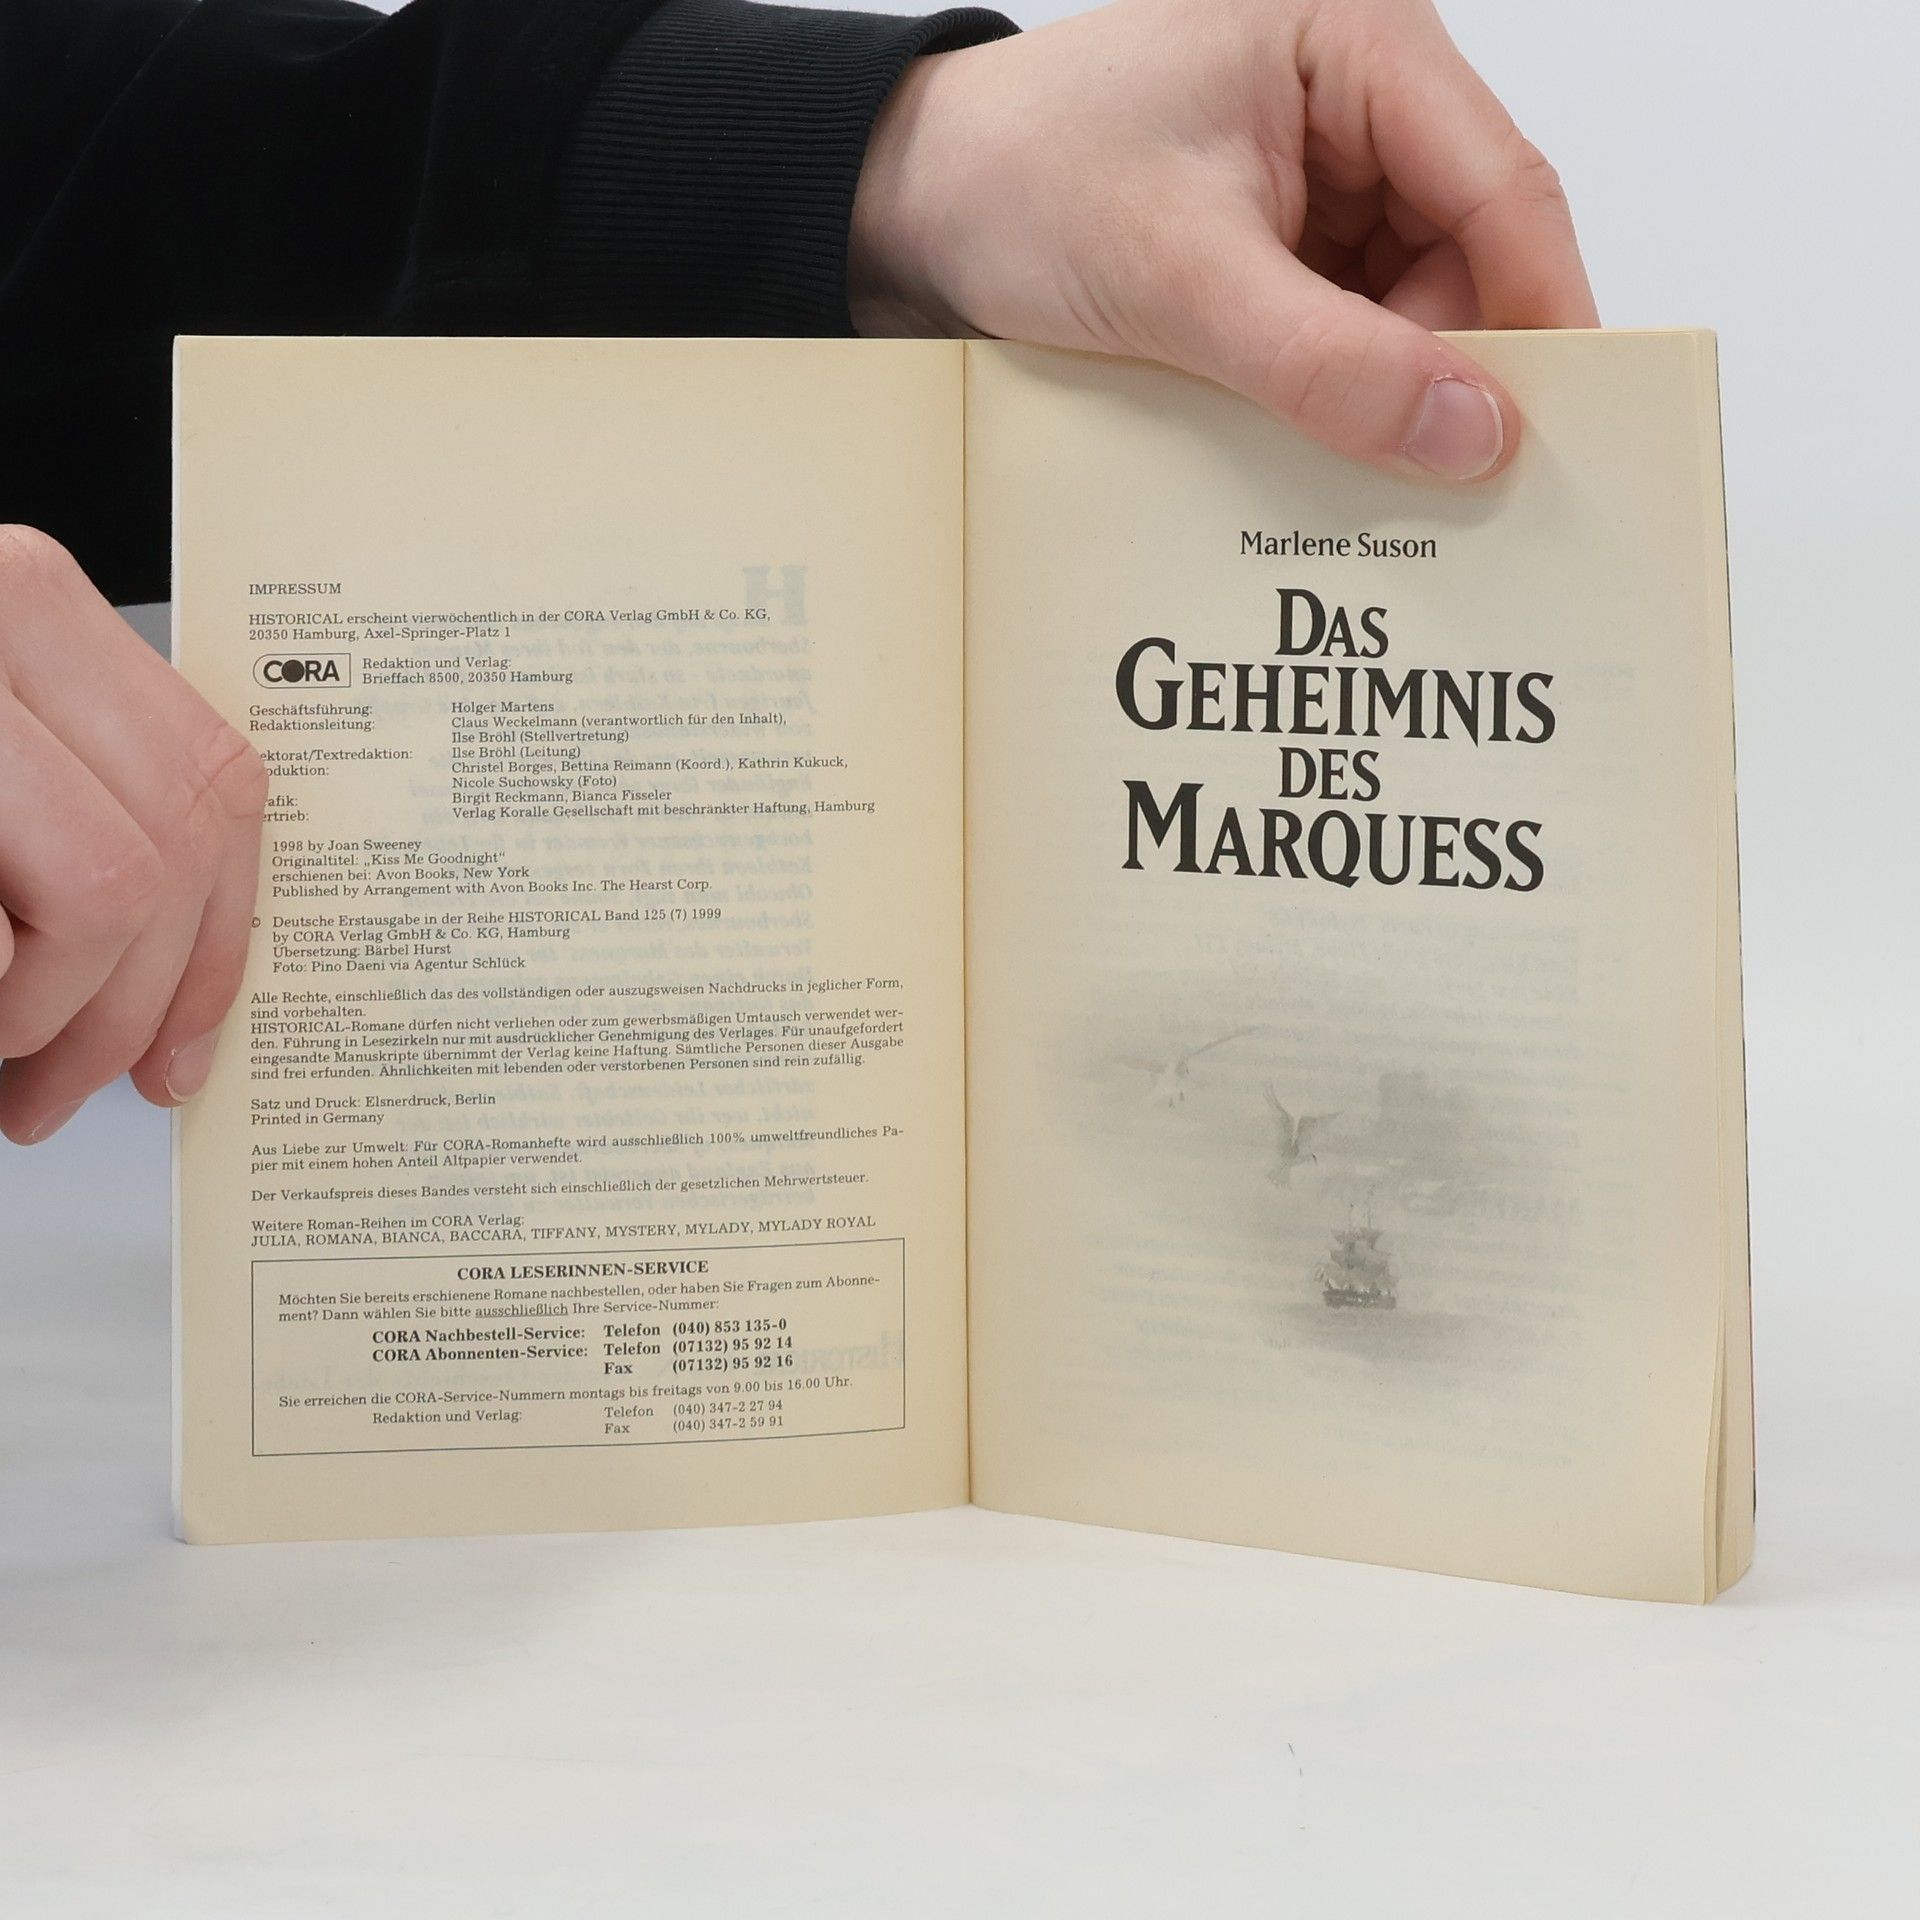 IMPRESSUM
HISTORICAL erscheint vierwöchentlich in der CORA Verlag GmbH & Co. KG,
20350 Hamburg, Axel-Springer-Platz 1
CORA
Redaktion und Verlag:
Brieffach 8500, 20350 Hamburg
Geschäftsführung: Holger Martens
Redaktionsleitung: Claus Weckelmann (verantwortlich für den Inhalt),
Ilse Bröhl (Stellvertretung)
ektorat/Textredaktion: Ilse Bröhl (Leitung)
oduktion: Christel Borges, Bettina Reimann (Koord.), Kathrin Kukuck,
Nicole Suchowsky (Foto)
afik: Birgit Reckmann, Bianca Fisseler
ertrieb: Verlag Koralle Gesellschaft mit beschränkter Haftung, Hamburg
1998 by Joan Sweeney
Originaltitel: „Kiss Me Goodnight“
erschienen bei: Avon Books, New York
Published by Arrangement with Avon Books Inc. The Hearst Corp.
© Deutsche Erstausgabe in der Reihe HISTORICAL Band 125 (7) 1999
by CORA Verlag GmbH & Co. KG, Hamburg
Übersetzung: Bärbel Hurst
Foto: Pino Daeni via Agentur Schlück
Alle Rechte, einschließlich das des vollständigen oder auszugsweisen Nachdrucks in jeglicher Form,
sind vorbehalten.
HISTORICAL-Romane dürfen nicht verliehen oder zum gewerbsmäßigen Umtausch verwendet wer-
den. Führung in Lesezirkeln nur mit ausdrücklicher Genehmigung des Verlages. Für unaufgefordert
eingesandte Manuskripte übernimmt der Verlag keine Haftung. Sämtliche Personen dieser Ausgabe
sind frei erfunden. Ähnlichkeiten mit lebenden oder verstorbenen Personen sind rein zufällig.
Satz und Druck: Elsnerdruck, Berlin
Printed in Germany
Aus Liebe zur Umwelt: Für CORA-Romanhefte wird ausschließlich 100% umweltfreundliches Pa-
pier mit einem hohen Anteil Altpapier verwendet.
Der Verkaufspreis dieses Bandes versteht sich einschließlich der gesetzlichen Mehrwertsteuer.
Weitere Roman-Reihen im CORA Verlag:
JULIA, ROMANA, BIANCA, BACCARA, TIFFANY, MYSTERY, MYLADY, MYLADY ROYAL
CORA LESERINNEN-SERVICE
Möchten Sie bereits erschienene Romane nachbestellen, oder haben Sie Fragen zum Abonne-
ment? Dann wählen Sie bitte ausschließlich Ihre Service-Nummer:
CORA Nachbestell-Service: Telefon (040) 853 135-0
CORA Abonnenten-Service: Telefon (07132) 95 92 14
Fax (07132) 95 92 16
Sie erreichen die CORA-Service-Nummern montags bis freitags von 9.00 bis 16.00 Uhr.
Redaktion und Verlag: Telefon (040) 347-2 27 94
Fax (040) 347-2 59 91
Marlene Suson
DAS
GEHEIMNIS
DES
MARQUESS